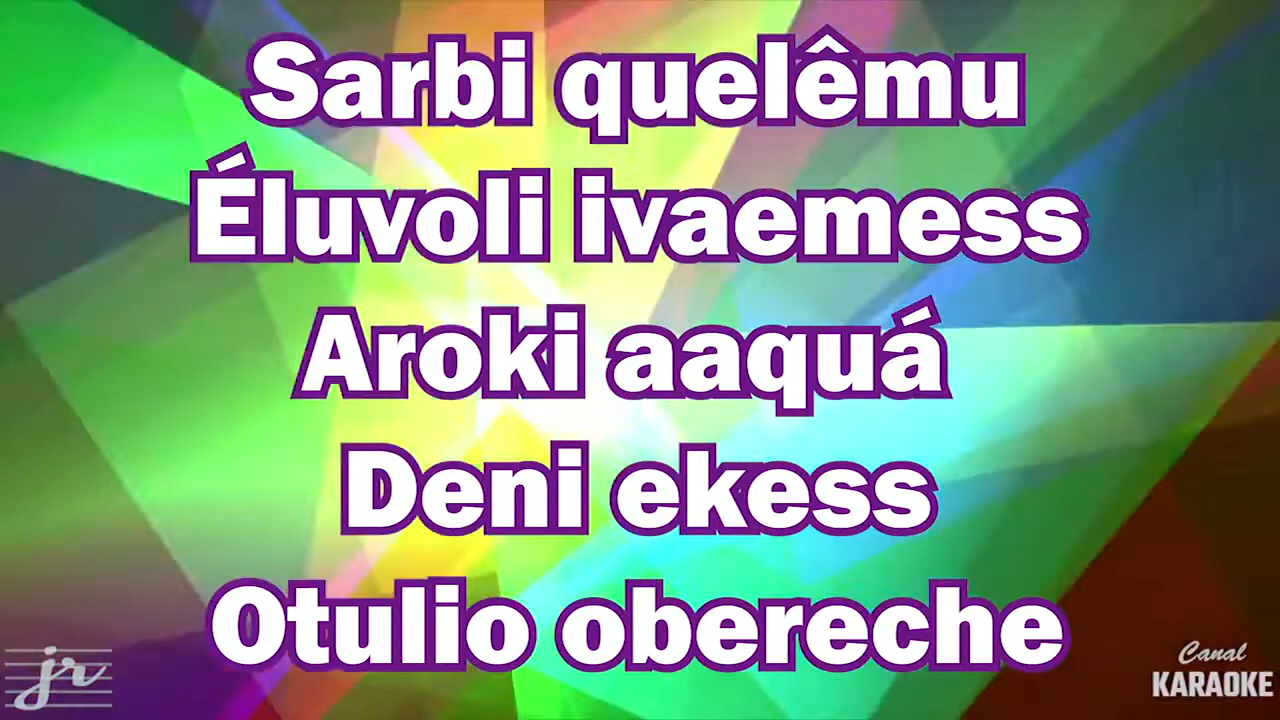 Sarbi quelêmu
Éluvoli ivaemess
Aroki aaquá
Deni ekess
Otulio obereche
jr
Canal
KARAOKE